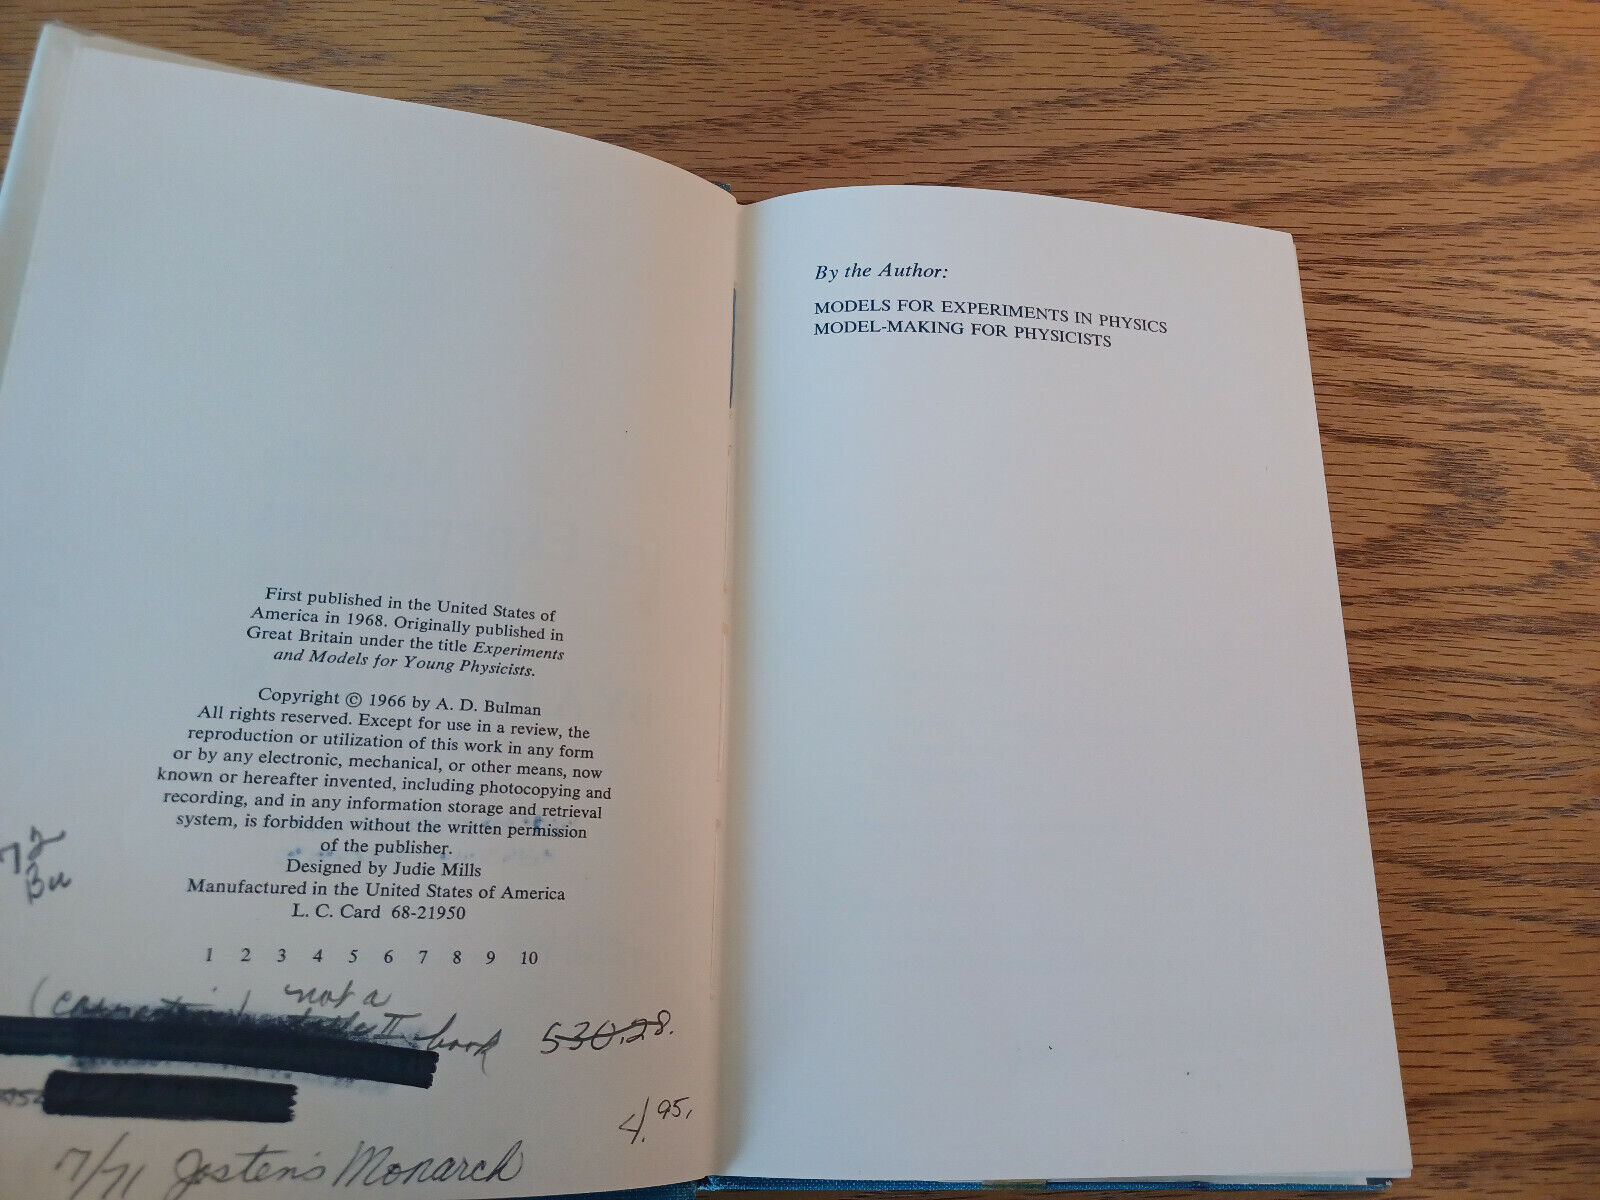 First published in the United States of
America in 1968. Originally published in
Great Britain under the title Experiments
and Models for Young Physicists.
Copyright © 1966 by A. D. Bulman
All rights reserved. Except for use in a review, the
reproduction or utilization of this work in any form
or by any electronic, mechanical, or other means, now
known or hereafter invented, including photocopying and
recording, and in any information storage and retrieval
system, is forbidden without the written permission
of the publisher.
Designed by Judie Mills
Manufactured in the United States of America
L. C. Card 68-21950
1 2 3 4 5 6 7 8 9 10
72
Bu
not a
book
530.28.
4.95.
7/71 Josten's Monarch
By the Author:
MODELS FOR EXPERIMENTS IN PHYSICS
MODEL-MAKING FOR PHYSICISTS